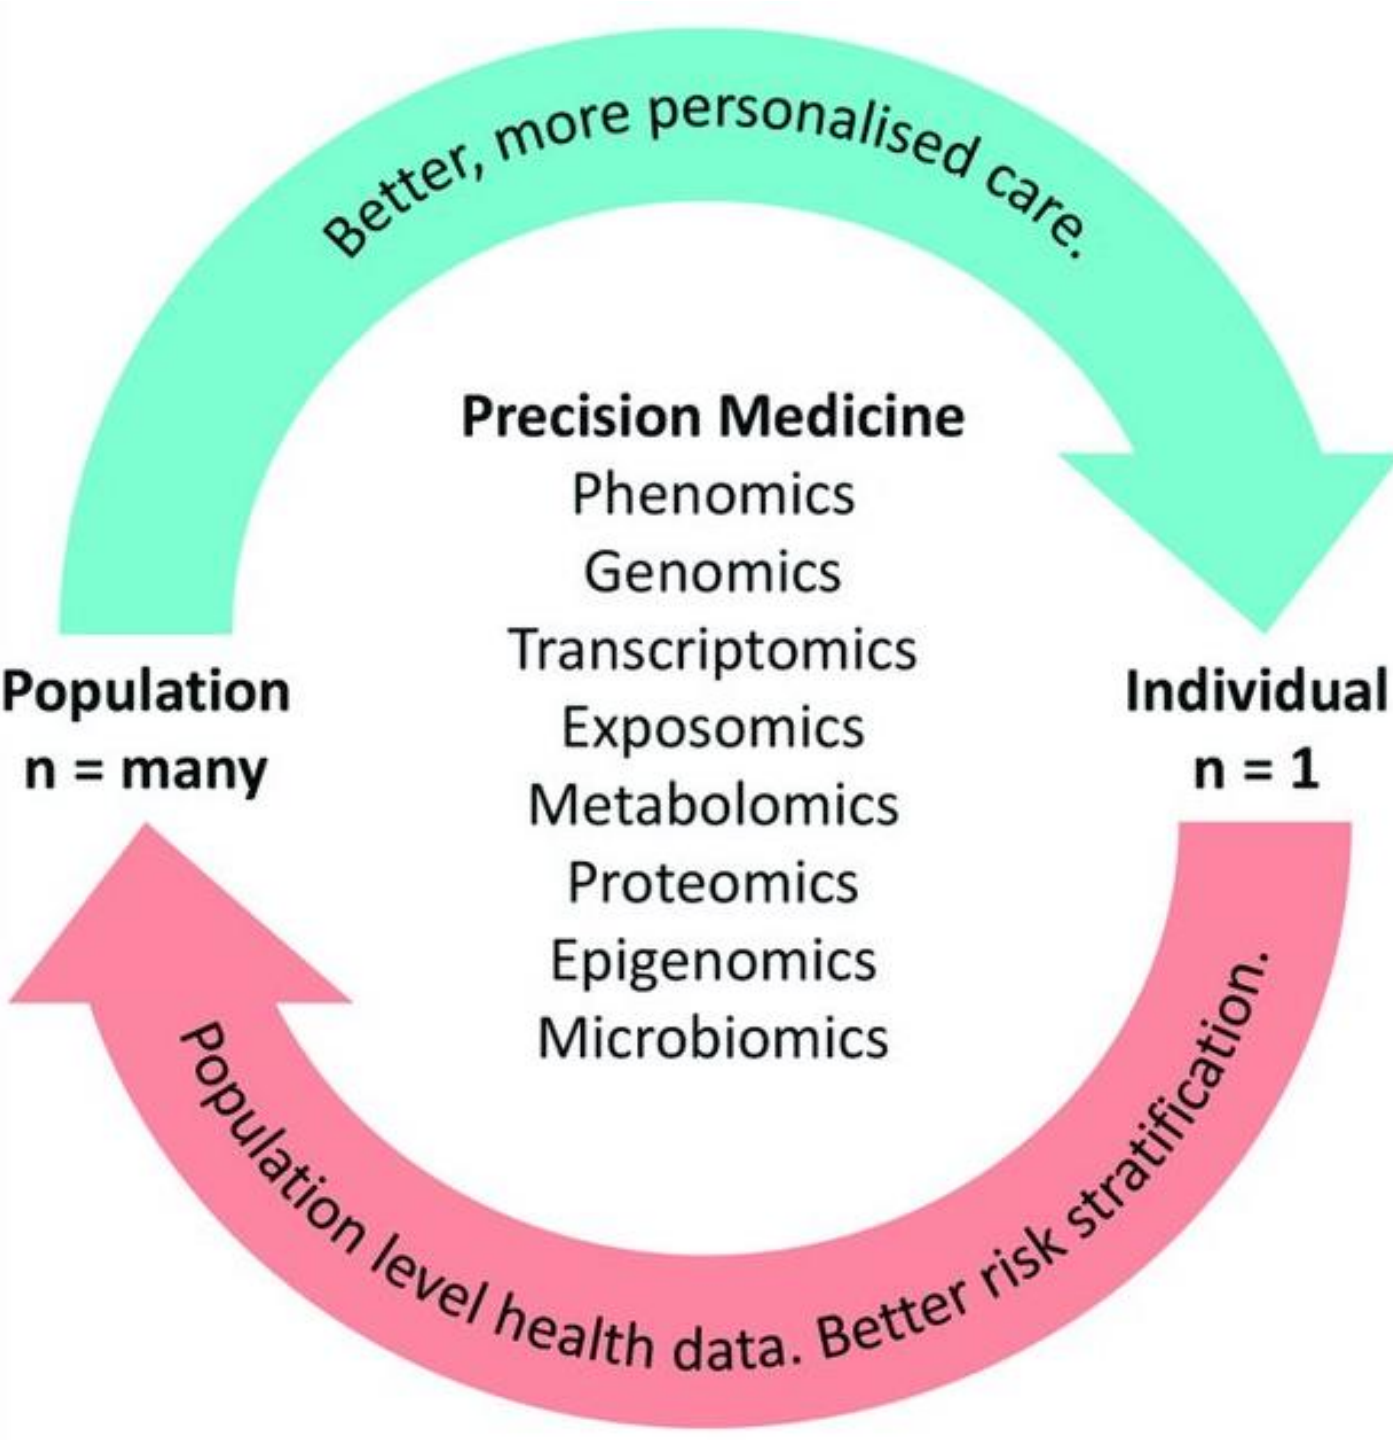 Better, more personalised care.
Precision Medicine
Phenomics
Genomics
Transcriptomics
Exposomics
Metabolomics
Proteomics
Epigenomics
Microbiomics
Population
n = many
Individual
n = 1
Population level health data. Better risk stratification.